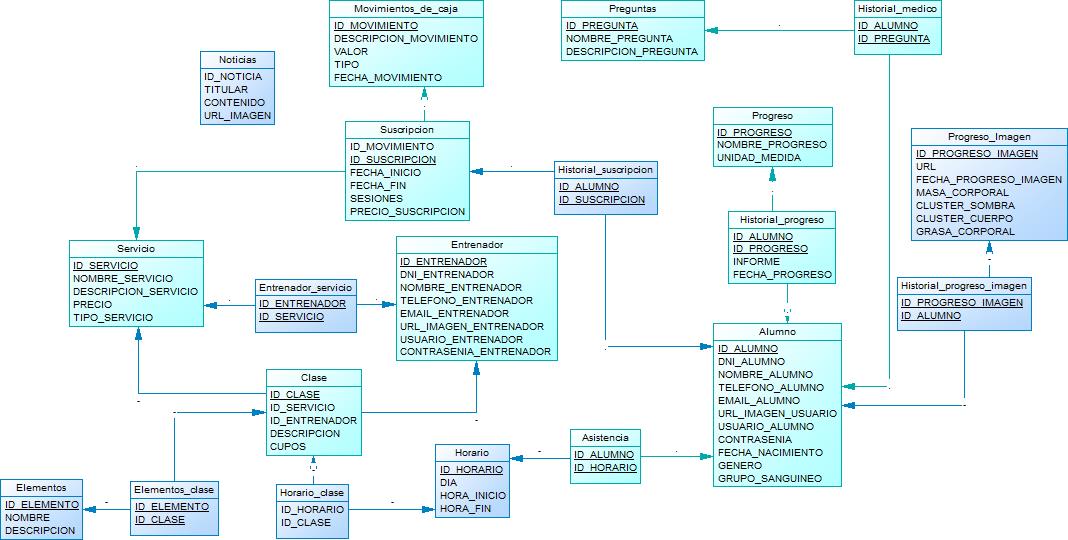 Movimientos_de_caja
ID_MOVIMIENTO
DESCRIPCION_MOVIMIENTO
VALOR
TIPO
FECHA_MOVIMIENTO
Preguntas
ID_PREGUNTA
NOMBRE_PREGUNTA
DESCRIPCION_PREGUNTA
Historial_medico
ID_ALUMNO
ID_PREGUNTA
Noticias
ID_NOTICIA
TITULAR
CONTENIDO
URL_IMAGEN
Suscripcion
ID_MOVIMIENTO
ID_SUSCRIPCION
FECHA_INICIO
FECHA_FIN
SESIONES
PRECIO_SUSCRIPCION
Historial_suscripcion
ID_ALUMNO
ID_SUSCRIPCION
Progreso
ID_PROGRESO
NOMBRE_PROGRESO
UNIDAD_MEDIDA
Progreso_Imagen
ID_PROGRESO_IMAGEN
URL
FECHA_PROGRESO_IMAGEN
MASA_CORPORAL
CLUSTER_SOMBRA
CLUSTER_CUERPO
GRASA_CORPORAL
Historial_progreso
ID_ALUMNO
ID_PROGRESO
INFORME
FECHA_PROGRESO
Servicio
ID_SERVICIO
NOMBRE_SERVICIO
DESCRIPCION_SERVICIO
PRECIO
TIPO_SERVICIO
Entrenador_servicio
ID_ENTRENADOR
ID_SERVICIO
Entrenador
ID_ENTRENADOR
DNI_ENTRENADOR
NOMBRE_ENTRENADOR
TELEFONO_ENTRENADOR
EMAIL_ENTRENADOR
URL_IMAGEN_ENTRENADOR
USUARIO_ENTRENADOR
CONTRASENIA_ENTRENADOR
Historial_progreso_imagen
ID_PROGRESO_IMAGEN
ID_ALUMNO
Alumno
ID_ALUMNO
DNI_ALUMNO
NOMBRE_ALUMNO
TELEFONO_ALUMNO
EMAIL_ALUMNO
URL_IMAGEN_USUARIO
USUARIO_ALUMNO
CONTRASENIA
FECHA_NACIMIENTO
GENERO
GRUPO_SANGUINEO
Clase
ID_CLASE
ID_SERVICIO
ID_ENTRENADOR
DESCRIPCION
CUPOS
Asistencia
ID_ALUMNO
ID_HORARIO
Horario
ID_HORARIO
DIA
HORA_INICIO
HORA_FIN
Elementos
ID_ELEMENTO
NOMBRE
DESCRIPCION
Elementos_clase
ID_ELEMENTO
ID_CLASE
Horario_clase
ID_HORARIO
ID_CLASE